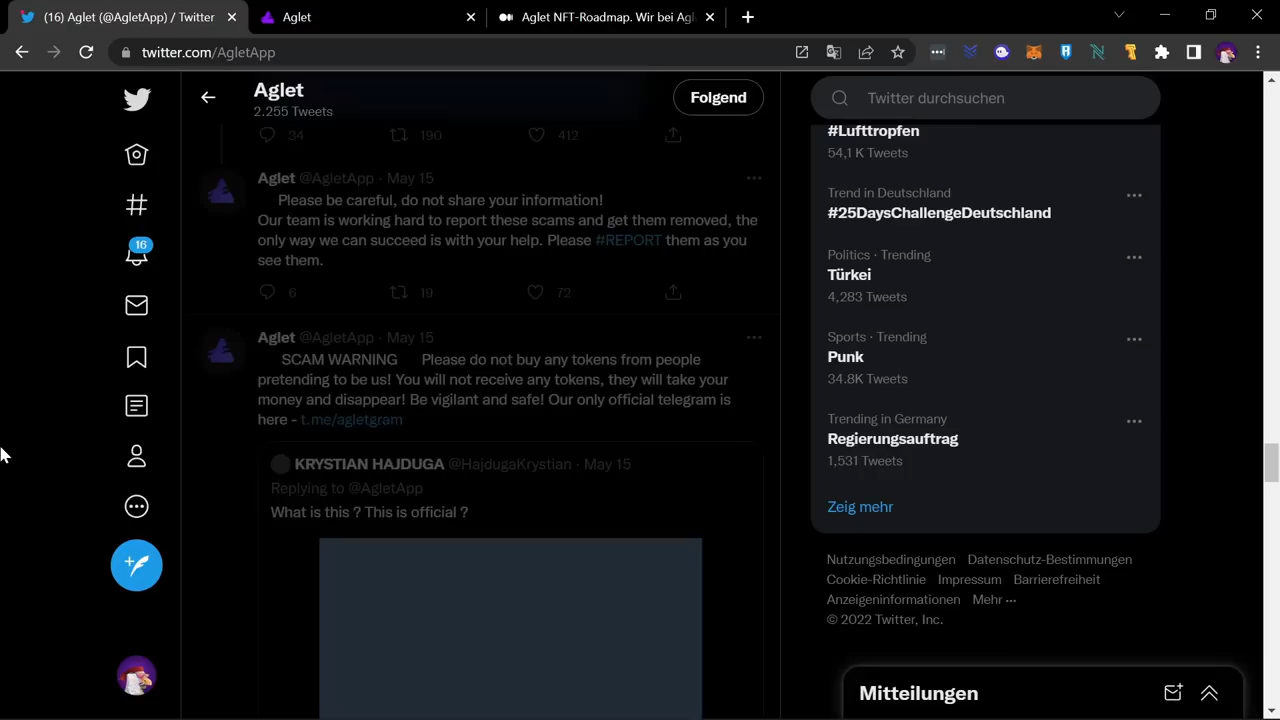 (16) Aglet (@AgletApp) / Twitter
Aglet
Aglet NFT-Roadmap. Wir bei Agl
twitter.com/AgletApp
Aglet
2.255 Tweets
Folgend
34 190 412
Aglet @AgletApp · May 15
Please be careful, do not share your information!
Our team is working hard to report these scams and get them removed, the
only way we can succeed is with your help. Please #REPORT them as you
see them.
6 19 72
Aglet @AgletApp · May 15
SCAM WARNING Please do not buy any tokens from people
pretending to be us! You will not receive any tokens, they will take your
money and disappear! Be vigilant and safe! Our only official telegram is
here - t.me/agletgram
KRYSTIAN HAJDUGA @HajdugaKrystian · May 15
Replying to @AgletApp
What is this ? This is official ?
16
Twitter durchsuchen
#Lufttropfen
54,1 K Tweets
Trend in Deutschland
#25DaysChallengeDeutschland
Politics · Trending
Türkei
4,283 Tweets
Sports · Trending
Punk
34.8K Tweets
Trending in Germany
Regierungsauftrag
1,531 Tweets
Zeig mehr
Nutzungsbedingungen Datenschutz-Bestimmungen
Cookie-Richtlinie Impressum Barrierefreiheit
Anzeigeninformationen Mehr ···
© 2022 Twitter, Inc.
Mitteilungen